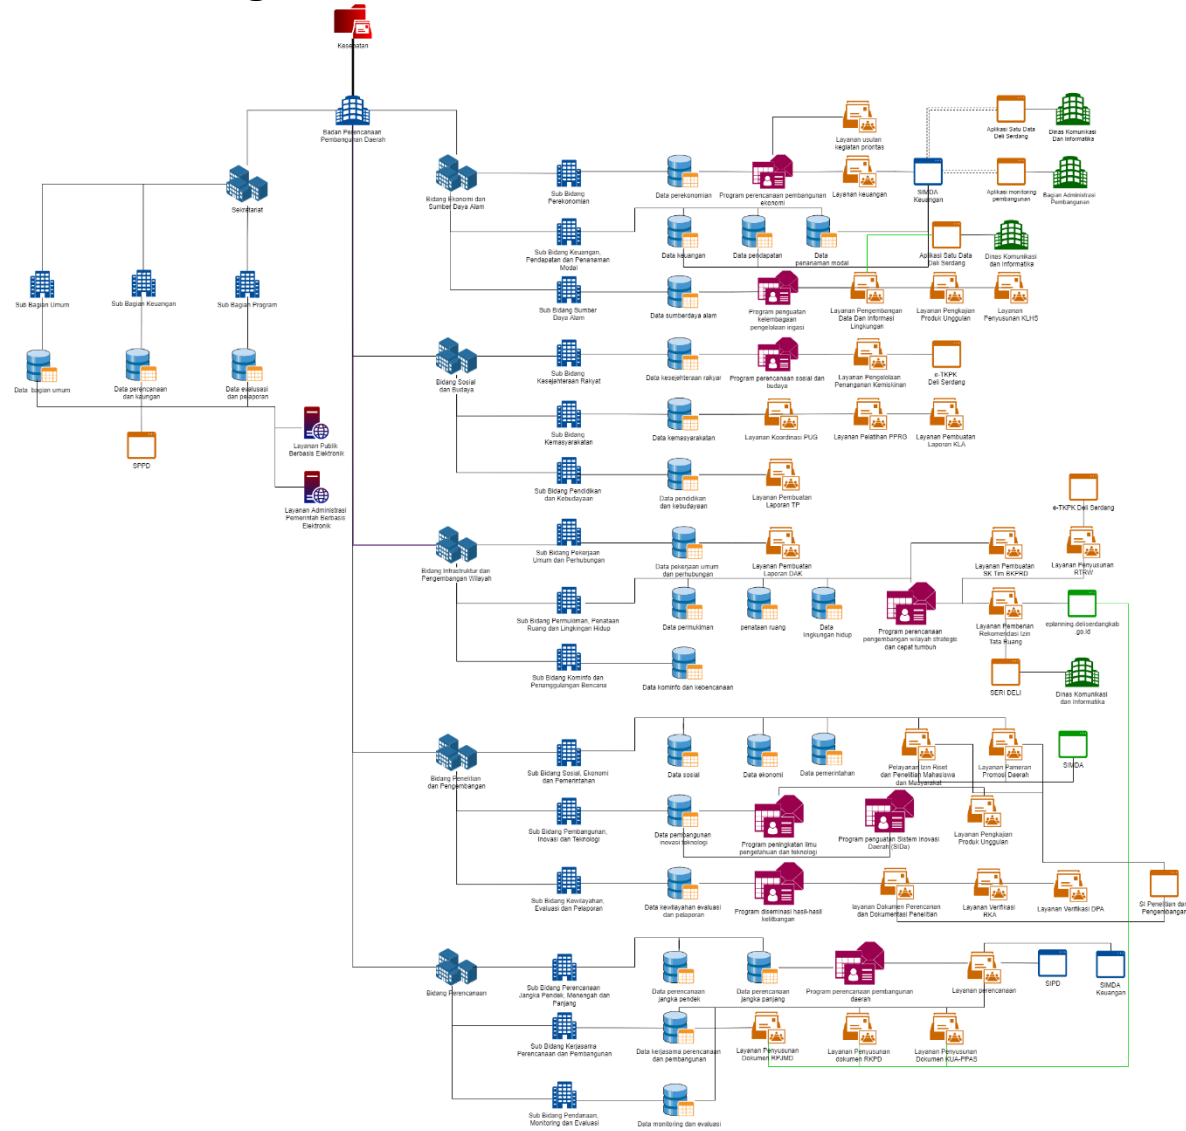 Kesehatan
Badan Perencanaan
Pembangunan Daerah
Sekretariat
Sub Bagian Umum
Sub Bagian Keuangan
Sub Bagian Program
Data bagian umum
Data perencanaan
dan kaungan
Data evaluasasi
dan pelaporan
SPPD
Layanan Publik
Berbasis Elektronik
Layanan Administrasi
Pemerintah Berbasis
Elektronik
Bidang Ekonomi dan
Sumber Daya Alam
Sub Bidang
Perekonomian
Data perekonomian
Program perencanaan pembangunan
ekonomi
Layanan usulan
kegiatan prioritas
Layanan keuangan
SIMDA
Keuangan
Aplikasi Satu Data
Deli Serdang
Dinas Komunikasi
Dan Informatika
Aplikasi monitoring
pembangunan
Bagian Administrasi
Pembangunan
Sub Bidang Keuangan,
Pendapatan dan Penanaman
Modal
Data keuangan
Data pendapatan
Data
penanaman modal
Aplikasi Satu Data
Deli Serdang
Dinas Komunikasi
dan Informatika
Sub Bidang Sumber
Daya Alam
Data sumberdaya alam
Program penguatan
kelembagaan
pengelolaan irigasi
Layanan Pengembangan
Data Dan Informasi
Lingkungan
Layanan Pengkajian
Produk Unggulan
Layanan
Penyusunan KLHS
Bidang Sosial
dan Budaya
Sub Bidang
Kesejahteraan Rakyat
Data kesejehteraan rakyar
Program perencanaan sosial dan
budaya
Layanan Pengelolaan
Penanganan Kemiskinan
e-TKPK
Deli Serdang
Sub Bidang
Kemasyarakatan
Data kemasyarakatan
Layanan Koordinasi PUG
Layanan Pelatihan PPRG
Layanan Pembuatan
Laporan KLA
Sub Bidang Pendidikan
dan Kebudayaan
Data pendidikan
dan kebudayaan
Layanan Pembuatan
Laporan TP
Bidang Infrastruktur dan
Pengembangan Wilayah
Sub Bidang Pekerjaan
Umum dan Perhubungan
Data pekerjaan umum
dan perhubungan
Layanan Pembuatan
Laporan DAK
Layanan Pembuatan
SK Tim BKPRD
Layanan Penyusunan
RTRW
e-TKPK Deli Serdang
Sub Bidang Permukiman, Penataan
Ruang dan Lingkingan Hidup
Data permukiman
penataan ruang
Data
lingkungan hidup
Program perencanaan
pengembangan wilayah strategis
dan cepat tumbuh
Layanan Pemberian
Rekomendasi Izin
Tata Ruang
eplanning.deliserdangkab
.go.id
Sub Bidang Kominfo dan
Penanggulangan Bencana
Data kominfo dan kebencanaan
SERI DELI
Dinas Komunikasi
dan Informatika
Bidang Penelitian
dan Pengembangan
Sub Bidang Sosial, Ekonomi
dan Pemerintahan
Data sosial
Data ekonomi
Data pemerintahan
Pelayanan Izin Riset
dan Penelitian Mahasiswa
dan Masyarakat
Layanan Pameran
Promosi Daerah
SIMDA
Sub Bidang Pembangunan,
Inovasi dan Teknologi
Data pembangunan
inovasi teknologi
Program peningkatan ilmu
pengetahuan dan teknologi
Program penguatan Sistem Inovasi
Daerah (SIDa)
Layanan Pengkajian
Produk Unggulan
Sub Bidang Kewilayahan,
Evaluasi dan Pelaporan
Data kewilayahan evaluasi
dan pelaporan
Program diseminasi hasil-hasil
kelitbangan
layanan Dokumen Perencanan
dan Dokumentasi Penelitian
Layanan Verifikasi
RKA
Layanan Verifikasi DPA
SI Penelitian dan
Pengembangan
Bidang Perencanaan
Sub Bidang Perencanaan
Jangka Pendek, Menengah dan
Panjang
Data perencanaan
jangka pendek
Data perencanaan
jangka panjang
Program perencanaan pembangunan
daerah
Layanan perencanaan
SIPD
SIMDA
Keuangan
Sub Bidang Kerjasama
Perencanaan dan Pembangunan
Data kerjasama perencanaan
dan pembangunan
Layanan Penyusunan
Dokumen RPJMD
Layanan Penyusunan
dokumen RKPD
Layanan Penyusunan
Dokumen KUA-PPAS
Sub Bidang Pendanaan,
Monitoring dan Evaluasi
Data monitoring dan evaluasi